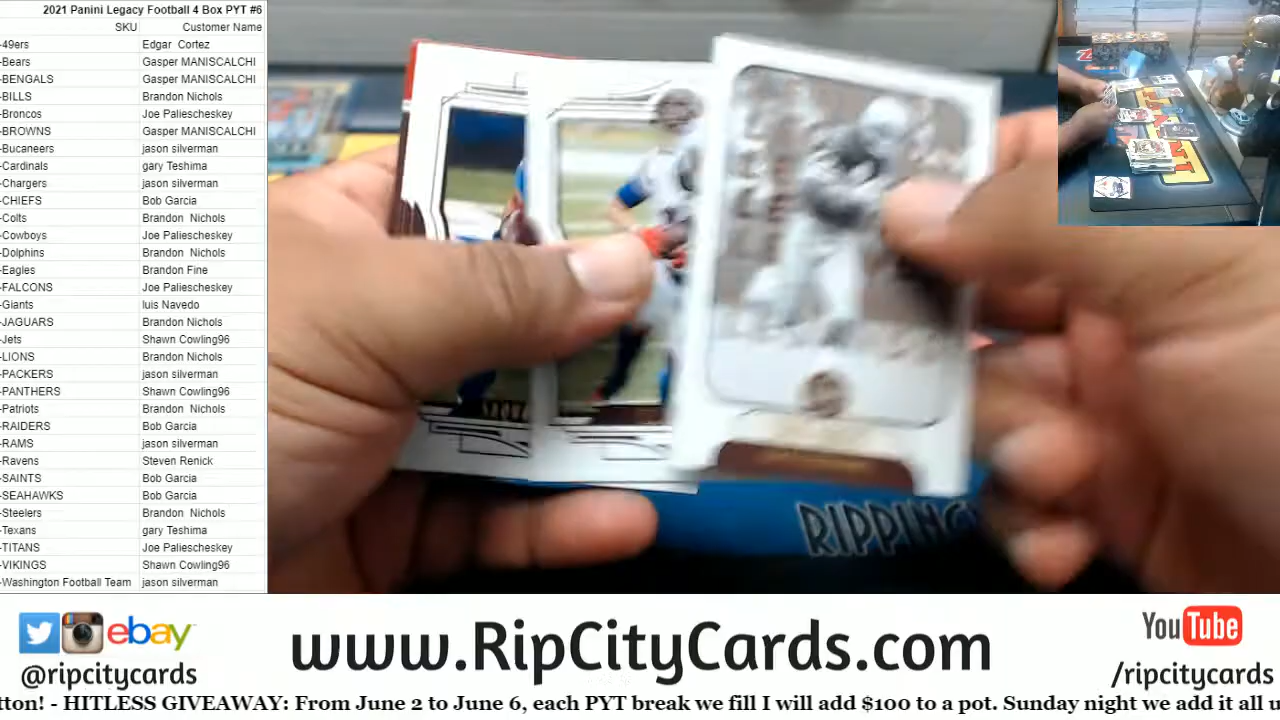 2021 Panini Legacy Football 4 Box PYT #6
SKU Customer Name
-49ers Edgar Cortez
-Bears Gasper MANISCALCHI
-BENGALS Gasper MANISCALCHI
-BILLS Brandon Nichols
-Broncos Joe Paliescheskey
-BROWNS Gasper MANISCALCHI
-Bucaneers jason silverman
-Cardinals gary Teshima
-Chargers jason silverman
-CHIEFS Bob Garcia
-Colts Brandon Nichols
-Cowboys Joe Paliescheskey
-Dolphins Brandon Nichols
-Eagles Brandon Fine
-FALCONS Joe Paliescheskey
-Giants luis Navedo
-JAGUARS Brandon Nichols
-Jets Shawn Cowling96
-LIONS Brandon Nichols
-PACKERS jason silverman
-PANTHERS Shawn Cowling96
-Patriots Brandon Nichols
-RAIDERS Bob Garcia
-RAMS jason silverman
-Ravens Steven Renick
-SAINTS Bob Garcia
-SEAHAWKS Bob Garcia
-Steelers Brandon Nichols
-Texans gary Teshima
-TITANS Joe Paliescheskey
-VIKINGS Shawn Cowling96
-Washington Football Team jason silverman
RIPPING
ebay
@ripcitycards
www.RipCityCards.com
YouTube
/ripcitycards
tton! - HITLESS GIVEAWAY: From June 2 to June 6, each PYT break we fill I will add $100 to a pot. Sunday night we add it all u